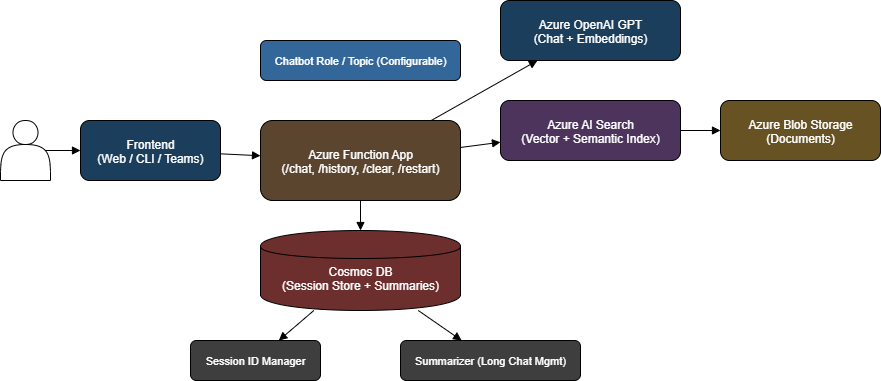 Azure OpenAI GPT
(Chat + Embeddings)
Chatbot Role / Topic (Configurable)
Frontend
(Web / CLI / Teams)
Azure Function App
(/chat, /history, /clear, /restart)
Azure AI Search
(Vector + Semantic Index)
Azure Blob Storage
(Documents)
Cosmos DB
(Session Store + Summaries)
Session ID Manager
Summarizer (Long Chat Mgmt)